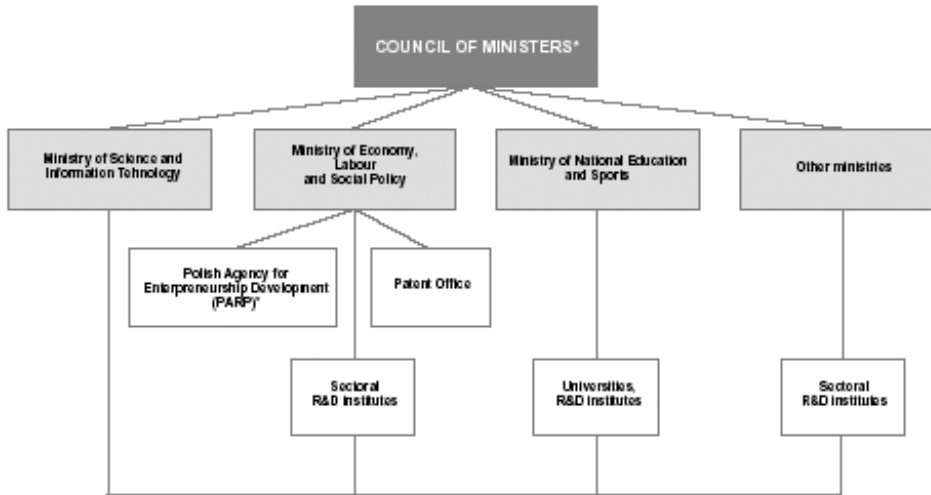 COUNCIL OF MINISTERS*
Ministry of Science and
Information Tehnology
Ministry of Economy,
Labour
and Social Policy
Ministry of National Education
and Sports
Other ministries
Polish Agency for
Enterpreneurship Development
(PARP)*
Patent Office
Sectoral
R&D institutes
Universities,
R&D institutes
Sectoral
R&D institutes